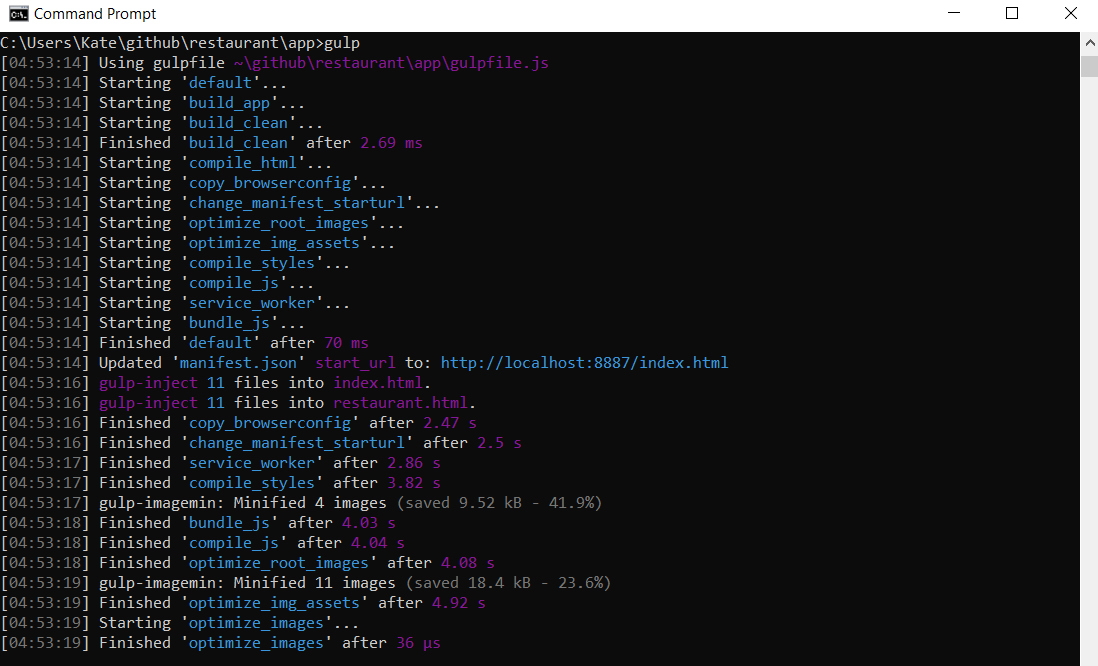 Command Prompt
C:\Users\Kate\github\restaurant\app>gulp
[04:53:14] Using gulpfile ~\github\restaurant\app\gulpfile.js
[04:53:14] Starting 'default'...
[04:53:14] Starting 'build_app'...
[04:53:14] Starting 'build_clean'...
[04:53:14] Finished 'build_clean' after 2.69 ms
[04:53:14] Starting 'compile_html'...
[04:53:14] Starting 'copy_browserconfig'...
[04:53:14] Starting 'change_manifest_starturl'...
[04:53:14] Starting 'optimize_root_images'...
[04:53:14] Starting 'optimize_img_assets'...
[04:53:14] Starting 'compile_styles'...
[04:53:14] Starting 'compile_js'...
[04:53:14] Starting 'service_worker'...
[04:53:14] Starting 'bundle_js'...
[04:53:14] Finished 'default' after 70 ms
[04:53:14] Updated 'manifest.json' start_url to: http://localhost:8887/index.html
[04:53:16] gulp-inject 11 files into index.html.
[04:53:16] gulp-inject 11 files into restaurant.html.
[04:53:16] Finished 'copy_browserconfig' after 2.47 s
[04:53:16] Finished 'change_manifest_starturl' after 2.5 s
[04:53:17] Finished 'service_worker' after 2.86 s
[04:53:17] Finished 'compile_styles' after 3.82 s
[04:53:17] gulp-imagemin: Minified 4 images (saved 9.52 kB - 41.9%)
[04:53:18] Finished 'bundle_js' after 4.03 s
[04:53:18] Finished 'compile_js' after 4.04 s
[04:53:18] Finished 'optimize_root_images' after 4.08 s
[04:53:19] gulp-imagemin: Minified 11 images (saved 18.4 kB - 23.6%)
[04:53:19] Finished 'optimize_img_assets' after 4.92 s
[04:53:19] Starting 'optimize_images'...
[04:53:19] Finished 'optimize_images' after 36 μs